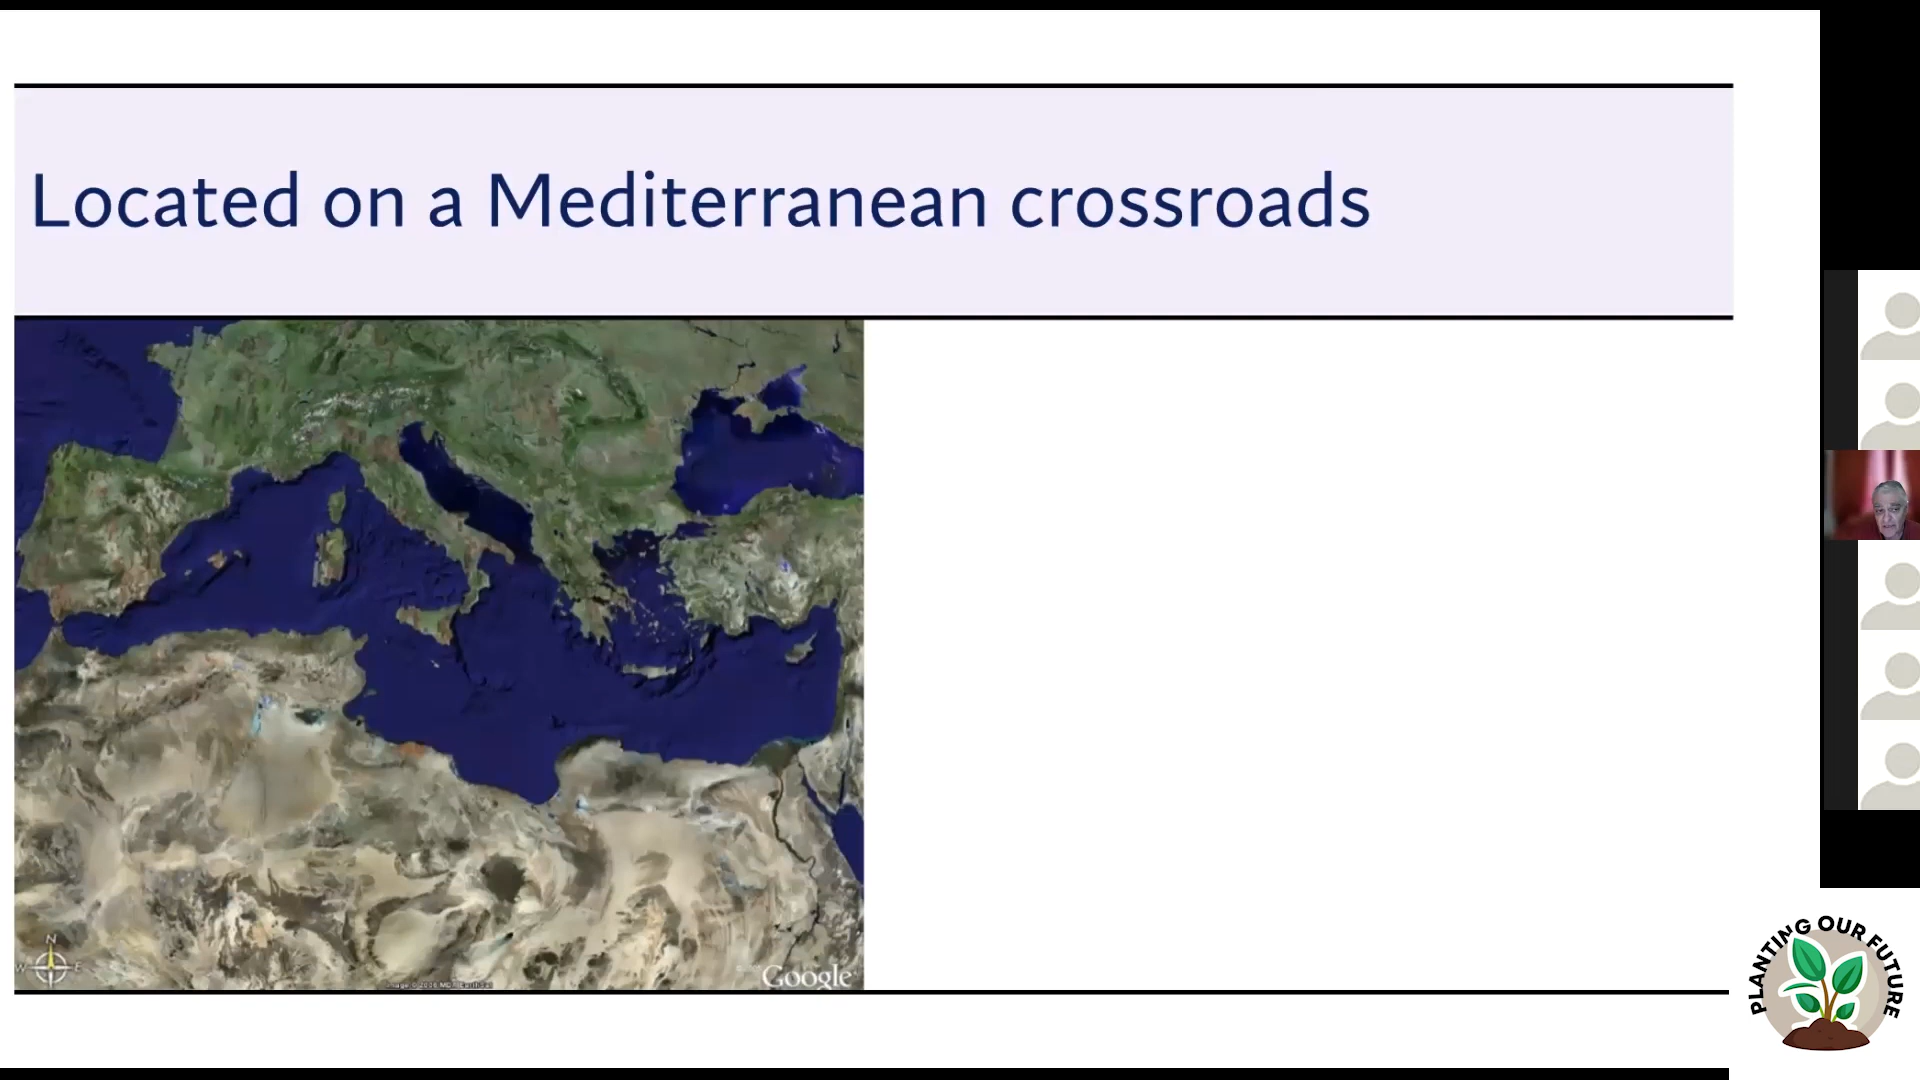 Located on a Mediterranean crossroads
N
W
E
Google
PLANTING OUR FUTURE